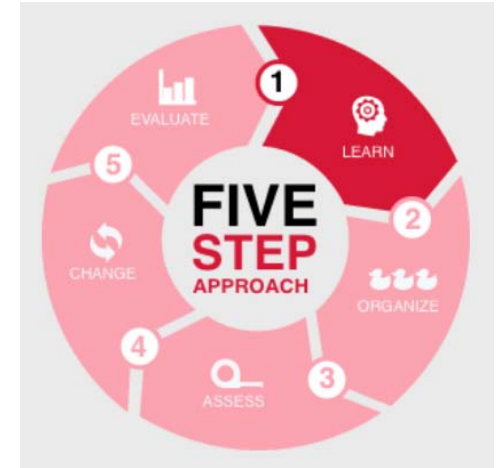 FIVE
STEP
APPROACH
1
LEARN
2
ORGANIZE
3
ASSESS
4
CHANGE
5
EVALUATE